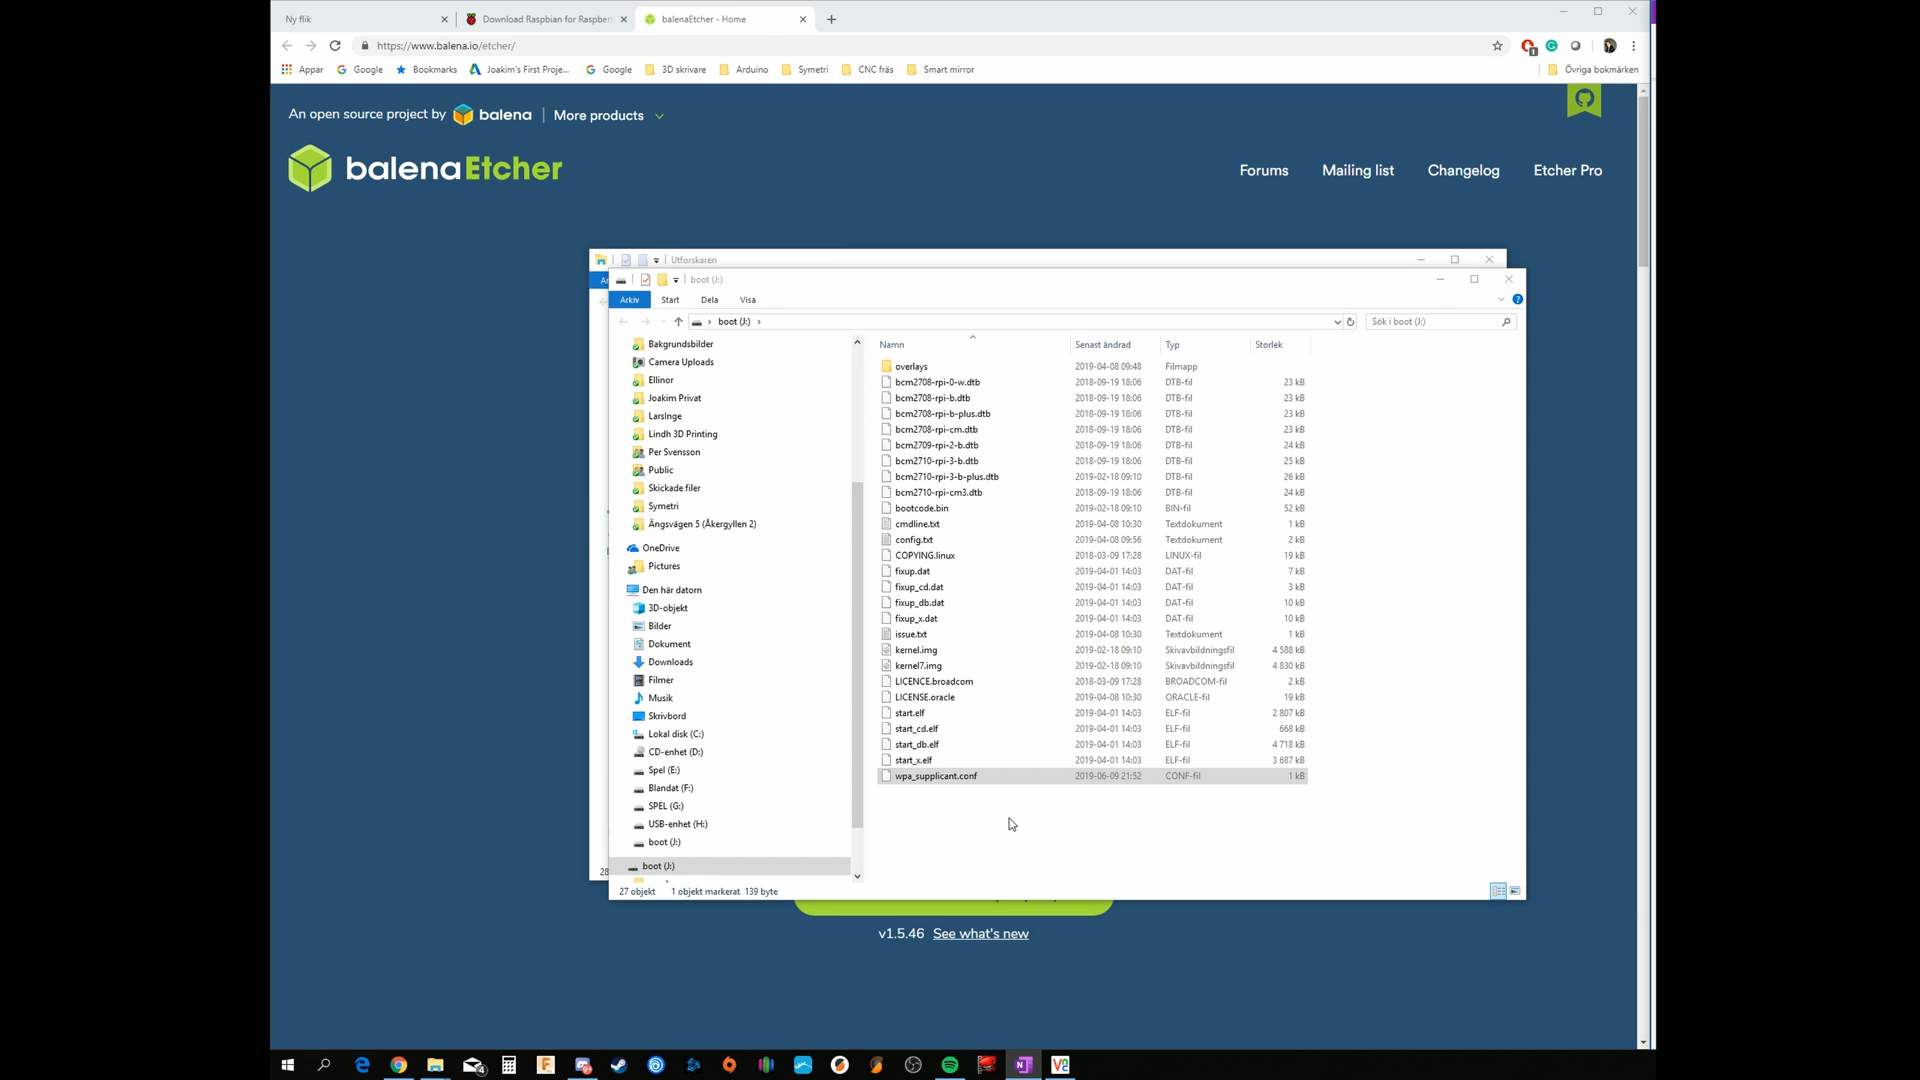 Ny flik
Download Raspbian for Raspber
balenaEtcher - Home
https://www.balena.io/etcher/
Appar
Google
Bookmarks
Joakim's First Proje...
Google
3D skrivare
Arduino
Symetri
CNC fräs
Smart mirror
Övriga bokmärken
An open source project by balena | More products
balenaEtcher
Forums
Mailing list
Changelog
Etcher Pro
Utforskaren
boot (J:)
Arkiv
Start
Dela
Visa
boot (J:)
Sök i boot (J:)
Bakgrundsbilder
Camera Uploads
Ellinor
Joakim Privat
LarsInge
Lindh 3D Printing
Per Svensson
Public
Skickade filer
Symetri
Ängsvägen 5 (Åkergyllen 2)
OneDrive
Pictures
Den här datorn
3D-objekt
Bilder
Dokument
Downloads
Filmer
Musik
Skrivbord
Lokal disk (C:)
CD-enhet (D:)
Spel (E:)
Blandat (F:)
SPEL (G:)
USB-enhet (H:)
boot (J:)
boot (J:)
Namn Senast ändrad Typ Storlek
overlays 2019-04-08 09:48 Filmapp
bcm2708-rpi-0-w.dtb 2018-09-19 18:06 DTB-fil 23 kB
bcm2708-rpi-b.dtb 2018-09-19 18:06 DTB-fil 23 kB
bcm2708-rpi-b-plus.dtb 2018-09-19 18:06 DTB-fil 23 kB
bcm2708-rpi-cm.dtb 2018-09-19 18:06 DTB-fil 23 kB
bcm2709-rpi-2-b.dtb 2018-09-19 18:06 DTB-fil 24 kB
bcm2710-rpi-3-b.dtb 2018-09-19 18:06 DTB-fil 25 kB
bcm2710-rpi-3-b-plus.dtb 2019-02-18 09:10 DTB-fil 26 kB
bcm2710-rpi-cm3.dtb 2018-09-19 18:06 DTB-fil 24 kB
bootcode.bin 2019-02-18 09:10 BIN-fil 52 kB
cmdline.txt 2019-04-08 10:30 Textdokument 1 kB
config.txt 2019-04-08 09:56 Textdokument 2 kB
COPYING.linux 2018-03-09 17:28 LINUX-fil 19 kB
fixup.dat 2019-04-01 14:03 DAT-fil 7 kB
fixup_cd.dat 2019-04-01 14:03 DAT-fil 3 kB
fixup_db.dat 2019-04-01 14:03 DAT-fil 10 kB
fixup_x.dat 2019-04-01 14:03 DAT-fil 10 kB
issue.txt 2019-04-08 10:30 Textdokument 1 kB
kernel.img 2019-02-18 09:10 Skivavbildningsfil 4 588 kB
kernel7.img 2019-02-18 09:10 Skivavbildningsfil 4 830 kB
LICENCE.broadcom 2018-03-09 17:28 BROADCOM-fil 2 kB
LICENSE.oracle 2019-04-08 10:30 ORACLE-fil 19 kB
start.elf 2019-04-01 14:03 ELF-fil 2 807 kB
start_cd.elf 2019-04-01 14:03 ELF-fil 668 kB
start_db.elf 2019-04-01 14:03 ELF-fil 4 718 kB
start_x.elf 2019-04-01 14:03 ELF-fil 3 687 kB
wpa_supplicant.conf 2019-06-09 21:52 CONF-fil 1 kB
27 objekt 1 objekt markerat 139 byte
v1.5.46 See what's new